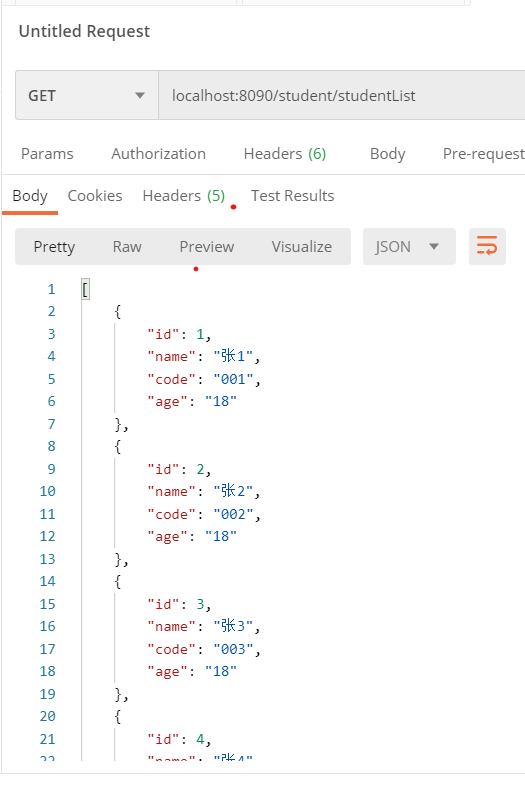 Untitled Request
GET localhost:8090/student/studentList
Params Authorization Headers (6) Body Pre-request
Body Cookies Headers (5) Test Results
Pretty Raw Preview Visualize JSON
1 [
2 {
3 "id": 1,
4 "name": "张1",
5 "code": "001",
6 "age": "18"
7 },
8 {
9 "id": 2,
10 "name": "张2",
11 "code": "002",
12 "age": "18"
13 },
14 {
15 "id": 3,
16 "name": "张3",
17 "code": "003",
18 "age": "18"
19 },
20 {
21 "id": 4,
22 "name": "张4"